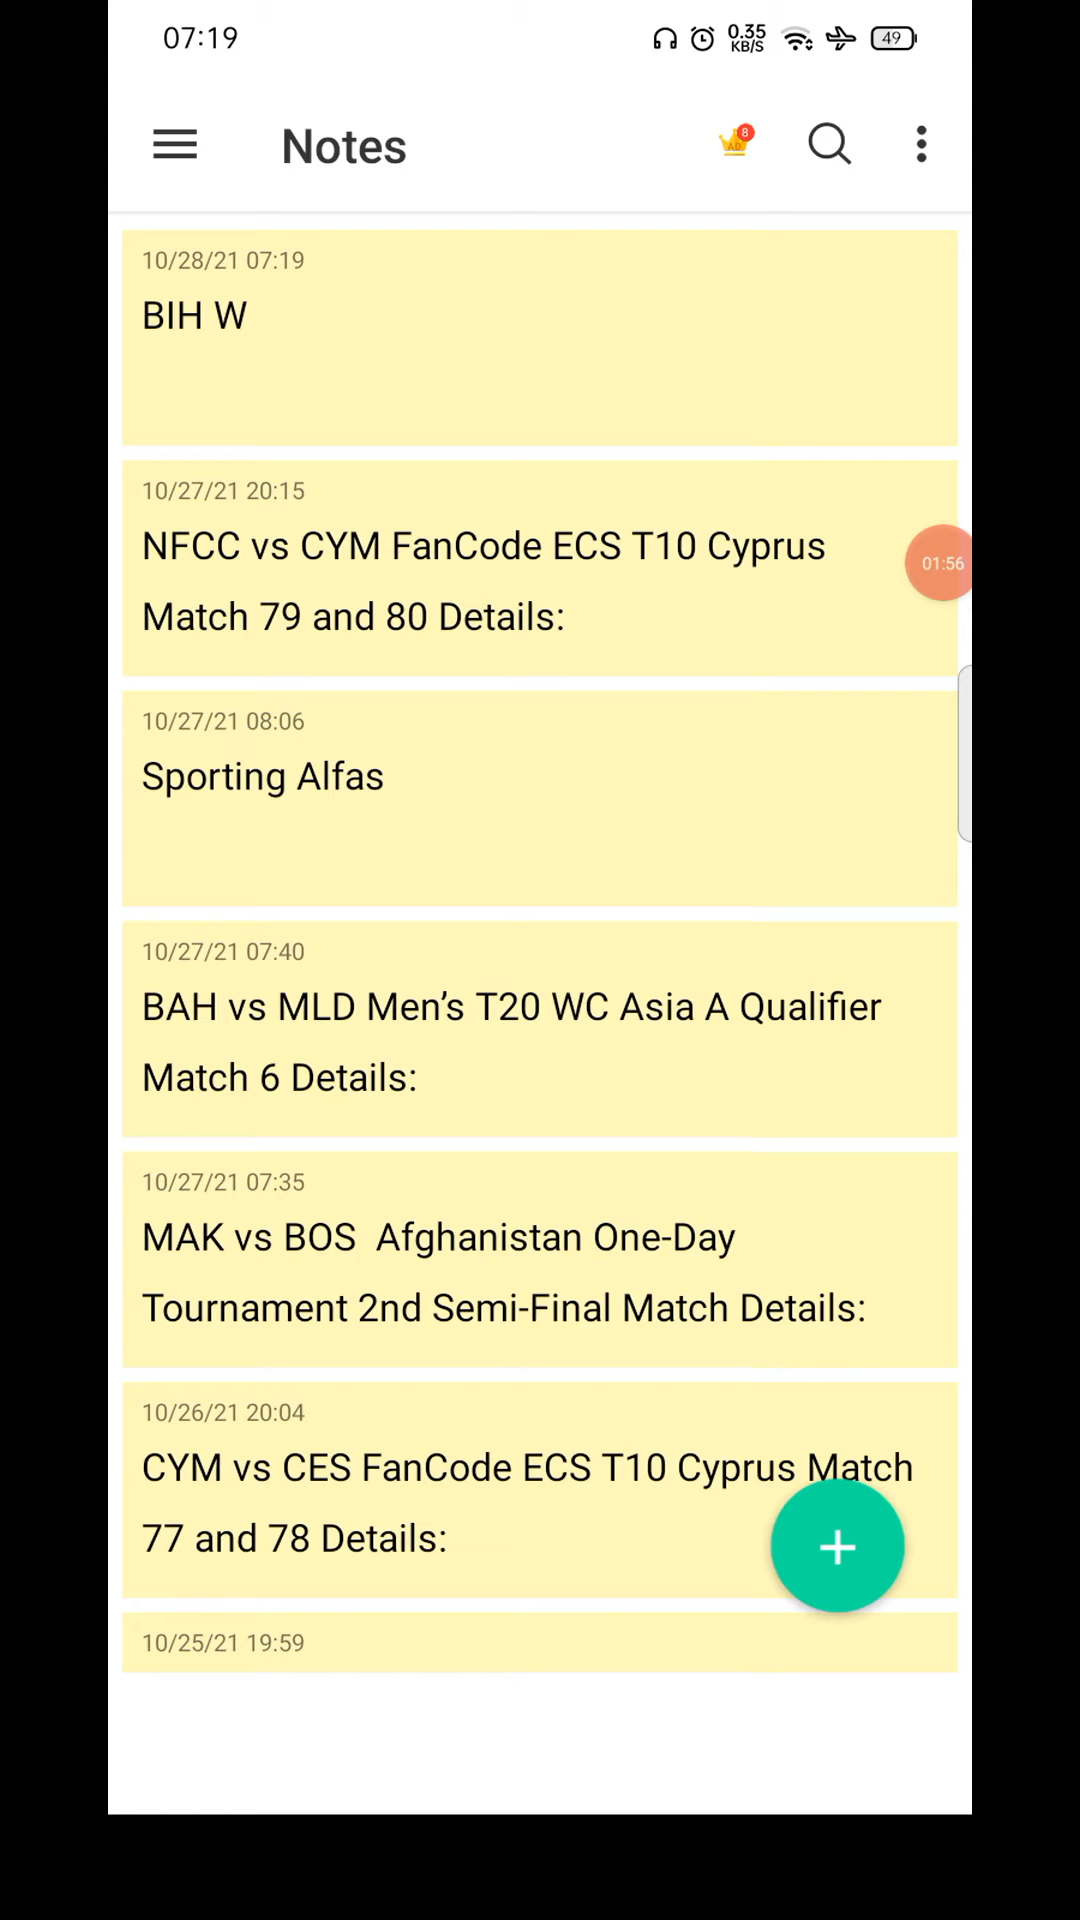 07:19
0.35
KB/S
49
Notes
AD
8
10/28/21 07:19
BIH W
10/27/21 20:15
NFCC vs CYM FanCode ECS T10 Cyprus
Match 79 and 80 Details:
01:56
10/27/21 08:06
Sporting Alfas
10/27/21 07:40
BAH vs MLD Men’s T20 WC Asia A Qualifier
Match 6 Details:
10/27/21 07:35
MAK vs BOS  Afghanistan One-Day
Tournament 2nd Semi-Final Match Details:
10/26/21 20:04
CYM vs CES FanCode ECS T10 Cyprus Match
77 and 78 Details:
+
10/25/21 19:59